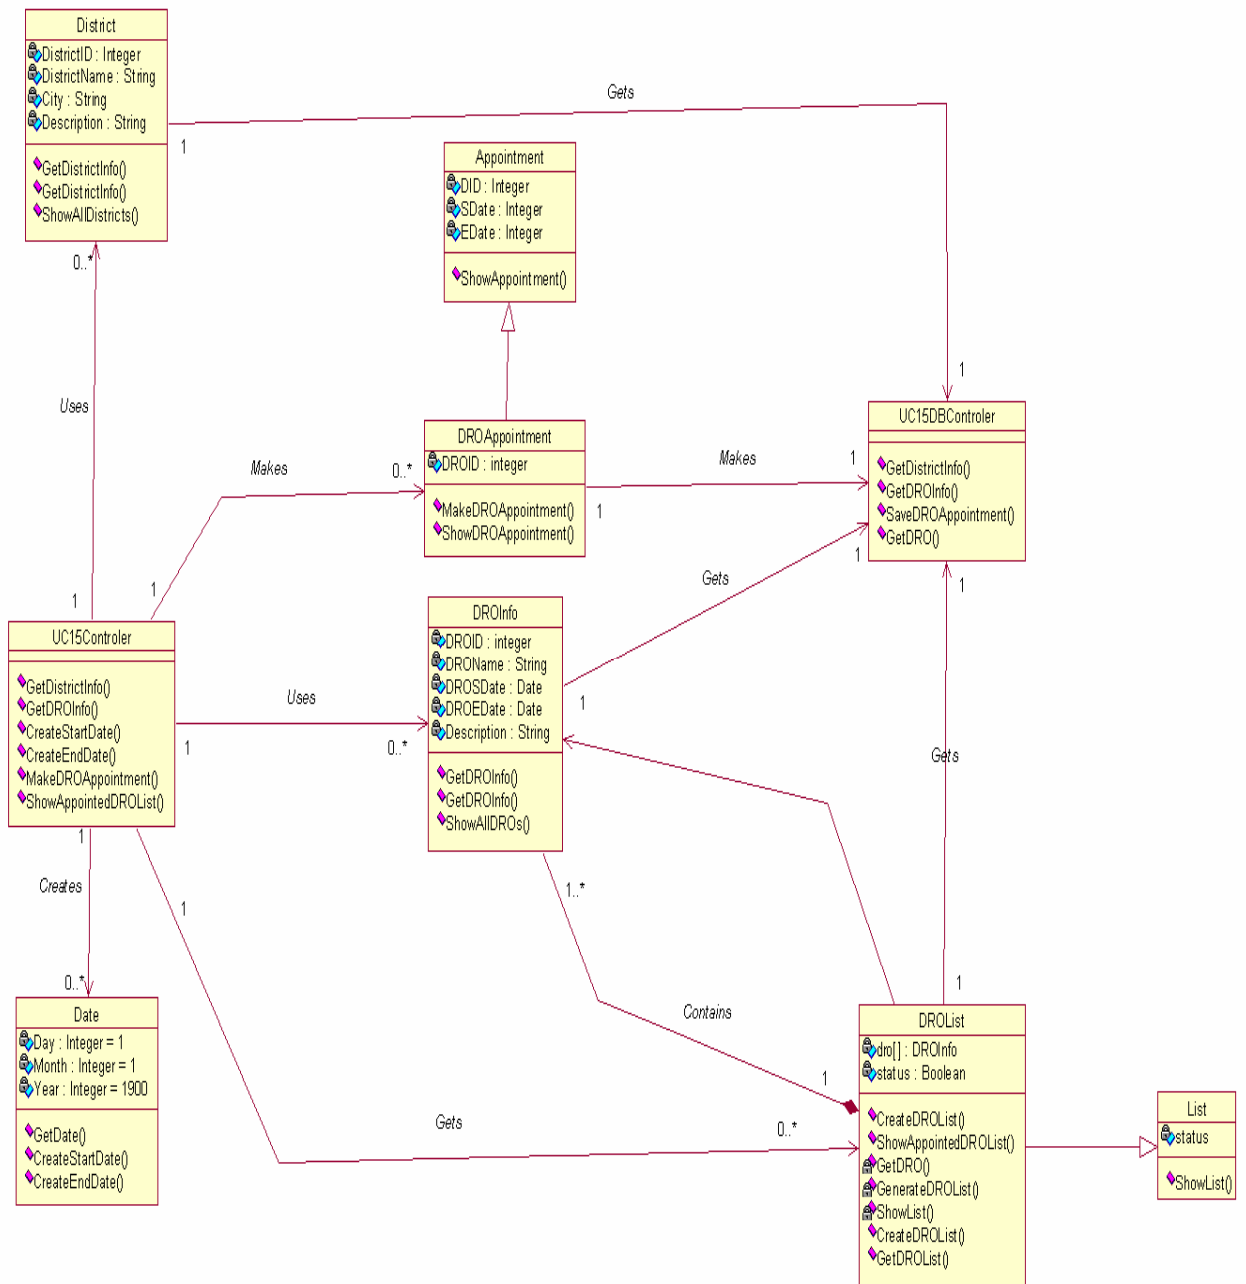 District
DistrictID : Integer
DistrictName : String
City : String
Description : String
GetDistrictInfo()
GetDistrictInfo()
ShowAllDistricts()
1
Gets
0..*
Appointment
DID : Integer
SDate : Integer
EDate : Integer
ShowAppointment()
1
Uses
UC15DBControler
GetDistrictInfo()
GetDROInfo()
SaveDROAppointment()
GetDRO()
DROAppointment
DROID : integer
MakeDROAppointment()
ShowDROAppointment()
Makes
0..*
Makes
1
1
1
Gets
1
1
1
UC15Controler
GetDistrictInfo()
GetDROInfo()
CreateStartDate()
CreateEndDate()
MakeDROAppointment()
ShowAppointedDROList()
DROInfo
DROID : integer
DROName : String
DROSDate : Date
DROEDate : Date
Description : String
GetDROInfo()
GetDROInfo()
ShowAllDROs()
1
Uses
1
0..*
Gets
1
Creates
1
1..*
0..*
1
Date
Day : Integer = 1
Month : Integer = 1
Year : Integer = 1900
GetDate()
CreateStartDate()
CreateEndDate()
Contains
1
DROList
dro[] : DROInfo
status : Boolean
CreateDROList()
ShowAppointedDROList()
GetDRO()
GenerateDROList()
ShowList()
CreateDROList()
GetDROList()
Gets
0..*
List
status
ShowList()